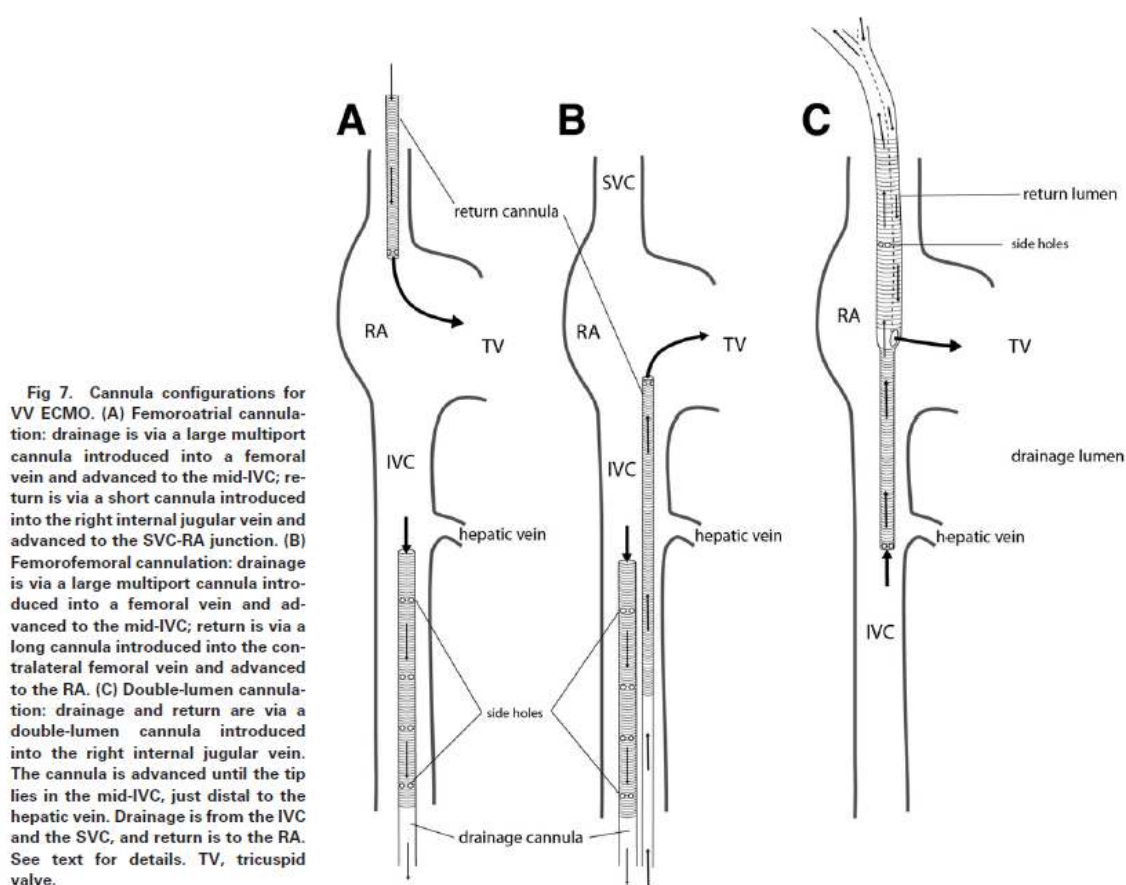 A
B
C
SVC
return cannula
return lumen
side holes
RA
TV
RA
TV
RA
TV
Fig 7. Cannula configurations for
VV ECMO. (A) Femoroatrial cannula-
tion: drainage is via a large multiport
cannula introduced into a femoral
vein and advanced to the mid-IVC; re-
turn is via a short cannula introduced
into the right internal jugular vein and
advanced to the SVC-RA junction. (B)
Femorofemoral cannulation: drainage
is via a large multiport cannula intro-
duced into a femoral vein and ad-
vanced to the mid-IVC; return is via a
long cannula introduced into the con-
tralateral femoral vein and advanced
to the RA. (C) Double-lumen cannula-
tion: drainage and return are via a
double-lumen cannula introduced
into the right internal jugular vein.
The cannula is advanced until the tip
lies in the mid-IVC, just distal to the
hepatic vein. Drainage is from the IVC
and the SVC, and return is to the RA.
See text for details. TV, tricuspid
valve.
IVC
IVC
drainage lumen
hepatic vein
hepatic vein
hepatic vein
IVC
side holes
drainage cannula